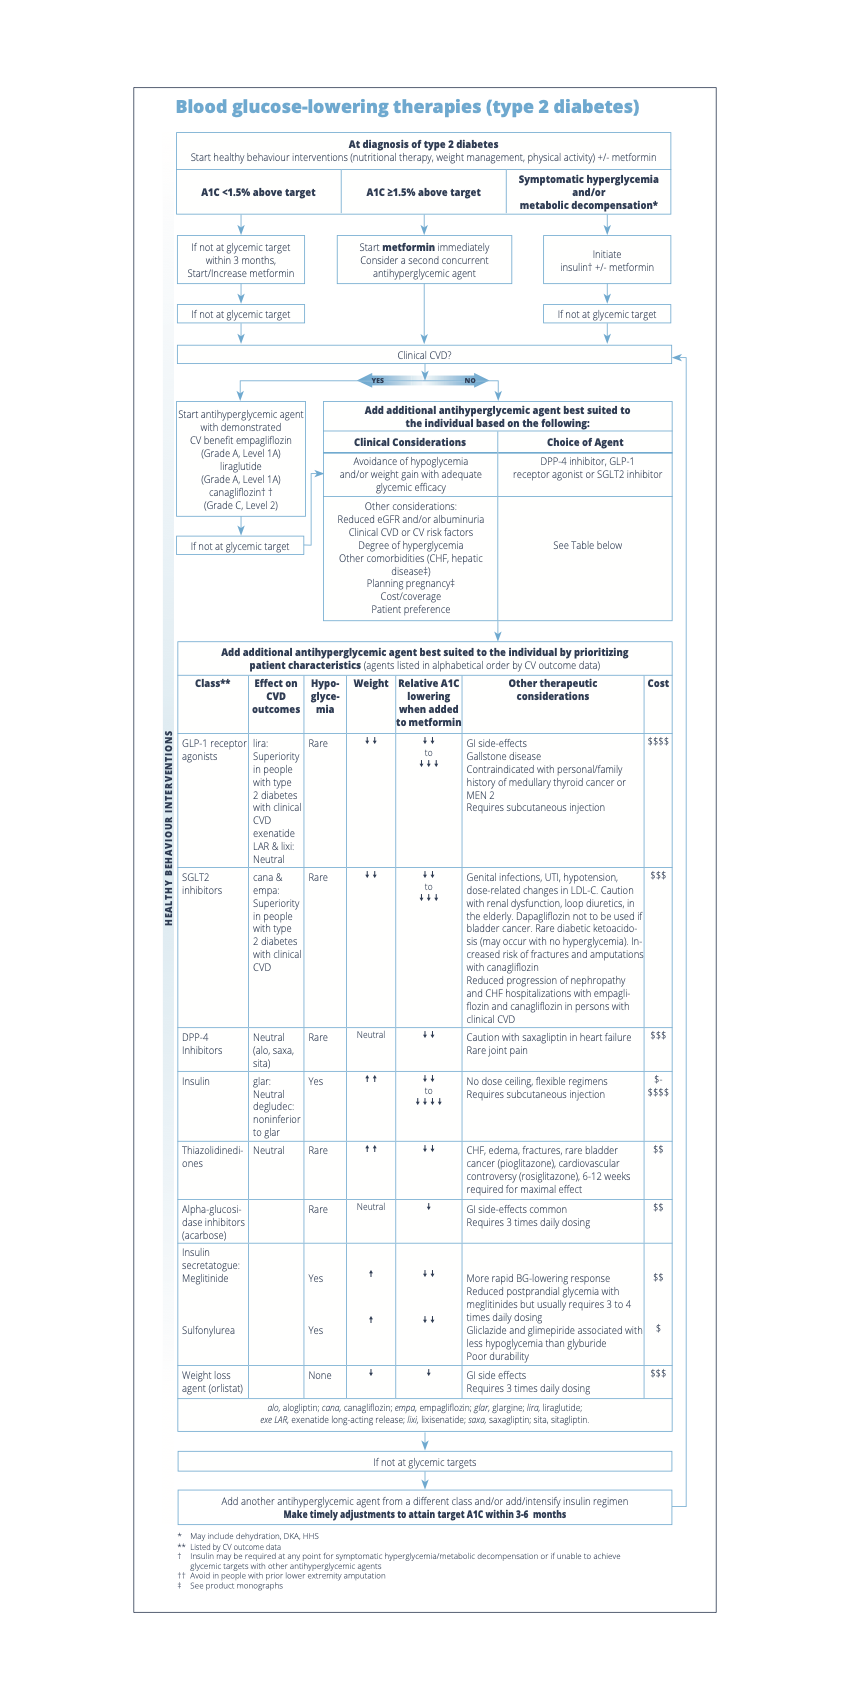 Blood glucose-lowering therapies (type 2 diabetes)
At diagnosis of type 2 diabetes
Start healthy behaviour interventions (nutritional therapy, weight management, physical activity) +/- metformin
A1C <1.5% above target
A1C ≥1.5% above target
Symptomatic hyperglycemia
and/or
metabolic decompensation*
If not at glycemic target
within 3 months,
Start/Increase metformin
Start metformin immediately
Consider a second concurrent
antihyperglycemic agent
Initiate
insulin† +/- metformin
If not at glycemic target
If not at glycemic target
Clinical CVD?
YES
NO
Start antihyperglycemic agent
with demonstrated
CV benefit empagliflozin
(Grade A, Level 1A)
liraglutide
(Grade A, Level 1A)
canagliflozin† †
(Grade C, Level 2)
If not at glycemic target
Add additional antihyperglycemic agent best suited to
the individual based on the following:
Clinical Considerations
Choice of Agent
Avoidance of hypoglycemia
and/or weight gain with adequate
glycemic efficacy
DPP-4 inhibitor, GLP-1
receptor agonist or SGLT2 inhibitor
Other considerations:
Reduced eGFR and/or albuminuria
Clinical CVD or CV risk factors
Degree of hyperglycemia
Other comorbidities (CHF, hepatic
disease‡)
Planning pregnancy‡
Cost/coverage
Patient preference
See Table below
HEALTHY BEHAVIOUR INTERVENTIONS
Add additional antihyperglycemic agent best suited to the individual by prioritizing
patient characteristics (agents listed in alphabetical order by CV outcome data)
Class**
Effect on
CVD
outcomes
Hypo-
glyce-
mia
Weight
Relative A1C
lowering
when added
to metformin
Other therapeutic
considerations
Cost
GLP-1 receptor
agonists
lira:
Superiority
in people
with type
2 diabetes
with clinical
CVD
exenatide
LAR & lixi:
Neutral
Rare
↓↓
↓↓
to
↓↓↓
GI side-effects
Gallstone disease
Contraindicated with personal/family
history of medullary thyroid cancer or
MEN 2
Requires subcutaneous injection
$$$$
SGLT2
inhibitors
cana &
empa:
Superiority
in people
with type
2 diabetes
with clinical
CVD
Rare
↓↓
↓↓
to
↓↓↓
Genital infections, UTI, hypotension,
dose-related changes in LDL-C. Caution
with renal dysfunction, loop diuretics, in
the elderly. Dapagliflozin not to be used if
bladder cancer. Rare diabetic ketoacido-
sis (may occur with no hyperglycemia). In-
creased risk of fractures and amputations
with canagliflozin
Reduced progression of nephropathy
and CHF hospitalizations with empagli-
flozin and canagliflozin in persons with
clinical CVD
$$$
DPP-4
Inhibitors
Neutral
(alo, saxa,
sita)
Rare
Neutral
↓↓
Caution with saxagliptin in heart failure
Rare joint pain
$$$
Insulin
glar:
Neutral
degludec:
noninferior
to glar
Yes
↑↑
↓↓
to
↓↓↓↓
No dose ceiling, flexible regimens
Requires subcutaneous injection
$-
$$$$
Thiazolidinedi-
ones
Neutral
Rare
↑↑
↓↓
CHF, edema, fractures, rare bladder
cancer (pioglitazone), cardiovascular
controversy (rosiglitazone), 6-12 weeks
required for maximal effect
$$
Alpha-glucosi-
dase inhibitors
(acarbose)
Rare
Neutral
↓
GI side-effects common
Requires 3 times daily dosing
$$
Insulin
secretatogue:
Meglitinide
Yes
↑
↓↓
More rapid BG-lowering response
Reduced postprandial glycemia with
meglitinides but usually requires 3 to 4
times daily dosing
$$
Sulfonylurea
Yes
↑
↓↓
Gliclazide and glimepiride associated with
less hypoglycemia than glyburide
Poor durability
$
Weight loss
agent (orlistat)
None
↓
↓
GI side effects
Requires 3 times daily dosing
$$$
alo, alogliptin; cana, canagliflozin; empa, empagliflozin; glar, glargine; lira, liraglutide;
exe LAR, exenatide long-acting release; lixi, lixisenatide; saxa, saxagliptin; sita, sitagliptin.
If not at glycemic targets
Add another antihyperglycemic agent from a different class and/or add/intensify insulin regimen
Make timely adjustments to attain target A1C within 3-6 months
* May include dehydration, DKA, HHS
** Listed by CV outcome data
† Insulin may be required at any point for symptomatic hyperglycemia/metabolic decompensation or if unable to achieve
glycemic targets with other antihyperglycemic agents
†† Avoid in people with prior lower extremity amputation
‡ See product monographs